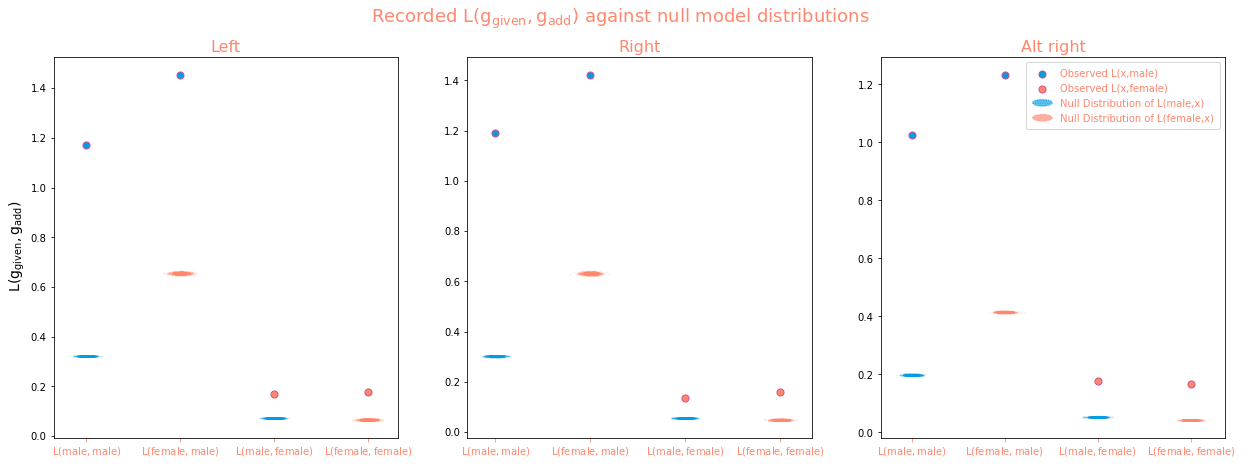 Recorded L(g_given, g_add) against null model distributions
Left
Right
Alt right
L(g_given, g_add)
1.4
1.2
1.0
0.8
0.6
0.4
0.2
0.0
1.4
1.2
1.0
0.8
0.6
0.4
0.2
0.0
1.2
1.0
0.8
0.6
0.4
0.2
0.0
Observed L(x,male)
Observed L(x,female)
Null Distribution of L(male,x)
Null Distribution of L(female,x)
L(male, male) L(female, male) L(male, female) L(female, female)
L(male, male) L(female, male) L(male, female) L(female, female)
L(male, male) L(female, male) L(male, female) L(female, female)